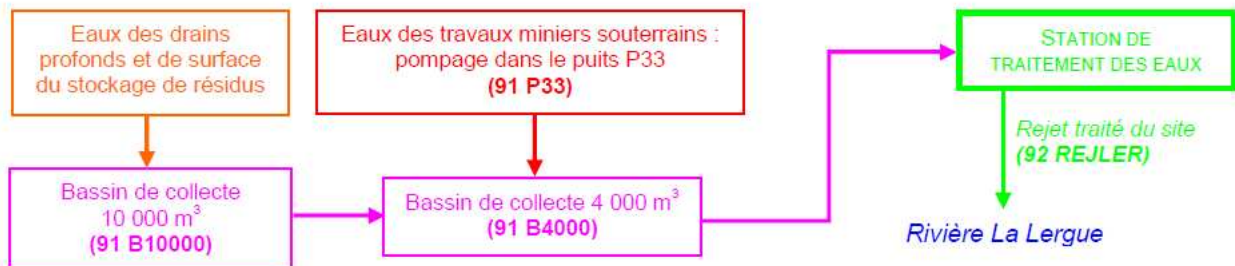 Eaux des drains
profonds et de surface
du stockage de résidus
Eaux des travaux miniers souterrains :
pompage dans le puits P33
(91 P33)
STATION DE
TRAITEMENT DES EAUX
Rejet traité du site
(92 REJLER)
Bassin de collecte
10 000 m³
(91 B10000)
Bassin de collecte 4 000 m³
(91 B4000)
Rivière La Lergue